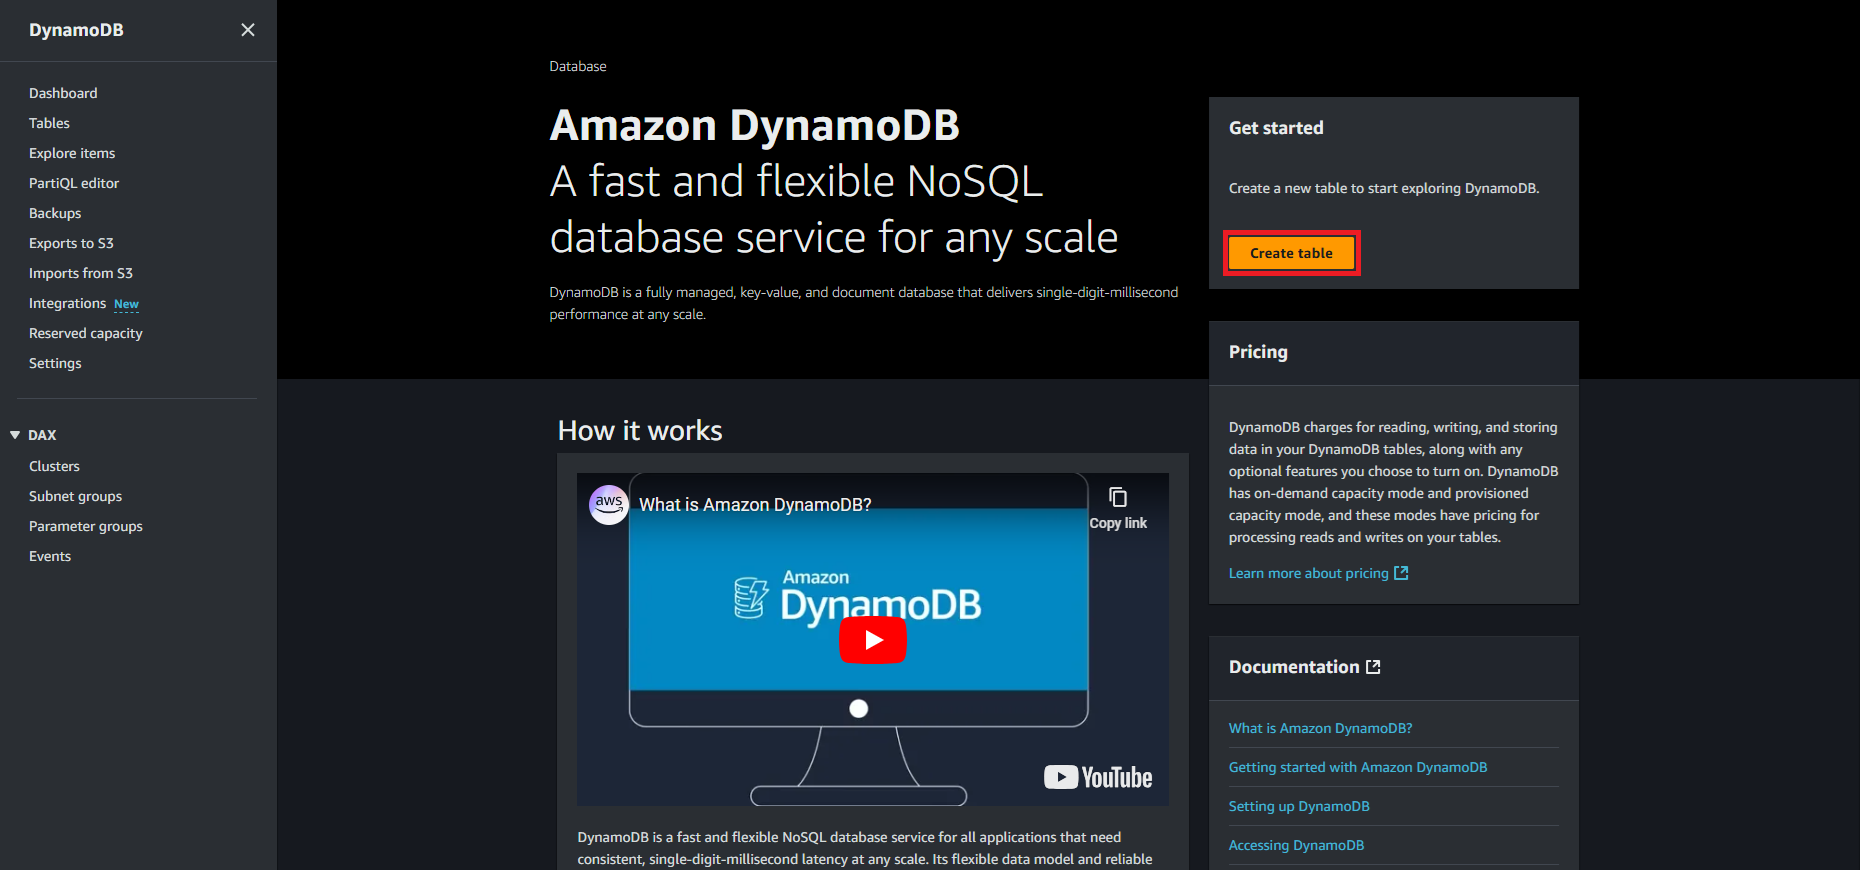 DynamoDB
Dashboard
Tables
Explore items
PartiQL editor
Backups
Exports to S3
Imports from S3
Integrations New
Reserved capacity
Settings
DAX
Clusters
Subnet groups
Parameter groups
Events
Database
Amazon DynamoDB
A fast and flexible NoSQL
database service for any scale
DynamoDB is a fully managed, key-value, and document database that delivers single-digit-millisecond
performance at any scale.
How it works
aws
What is Amazon DynamoDB?
Copy link
Amazon
DynamoDB
YouTube
DynamoDB is a fast and flexible NoSQL database service for all applications that need
consistent, single-digit-millisecond latency at any scale. Its flexible data model and reliable
Get started
Create a new table to start exploring DynamoDB.
Create table
Pricing
DynamoDB charges for reading, writing, and storing
data in your DynamoDB tables, along with any
optional features you choose to turn on. DynamoDB
has on-demand capacity mode and provisioned
capacity mode, and these modes have pricing for
processing reads and writes on your tables.
Learn more about pricing
Documentation
What is Amazon DynamoDB?
Getting started with Amazon DynamoDB
Setting up DynamoDB
Accessing DynamoDB